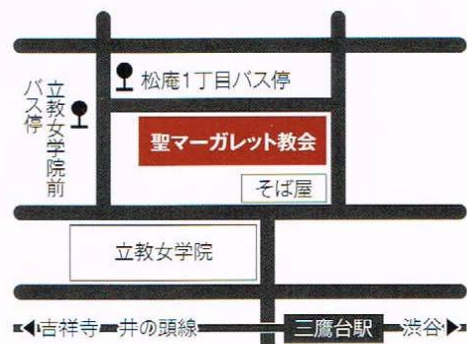 松庵1丁目バス停
立教女学院前
バス停
聖マーガレット教会
そば屋
立教女学院
吉祥寺 井の頭線 三鷹台駅 渋谷